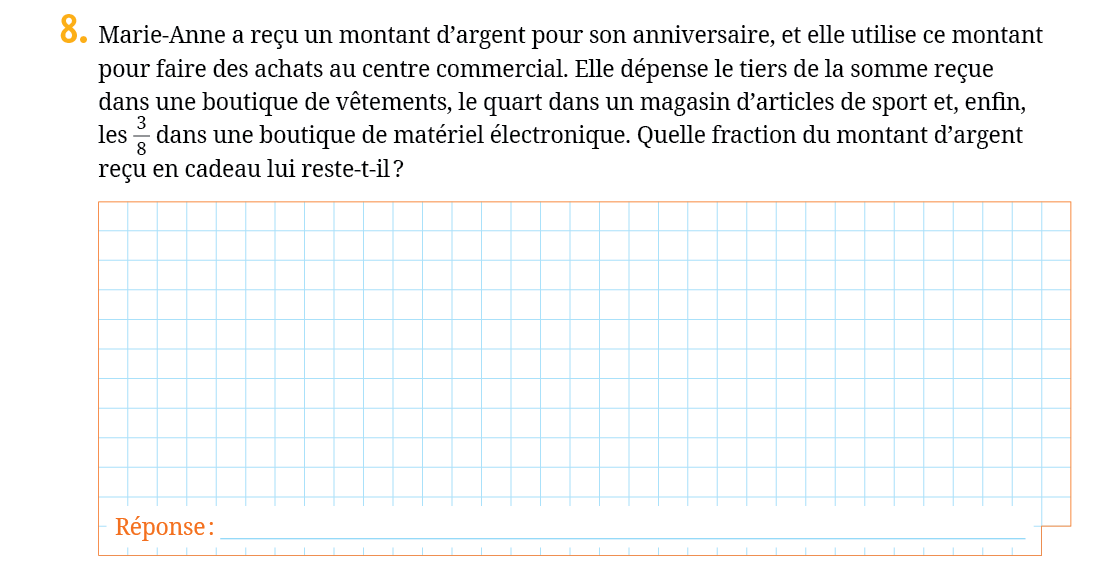 8. Marie-Anne a reçu un montant d’argent pour son anniversaire, et elle utilise ce montant
pour faire des achats au centre commercial. Elle dépense le tiers de la somme reçue
dans une boutique de vêtements, le quart dans un magasin d’articles de sport et, enfin,
les 3/8 dans une boutique de matériel électronique. Quelle fraction du montant d’argent
reçu en cadeau lui reste-t-il ?
Réponse :